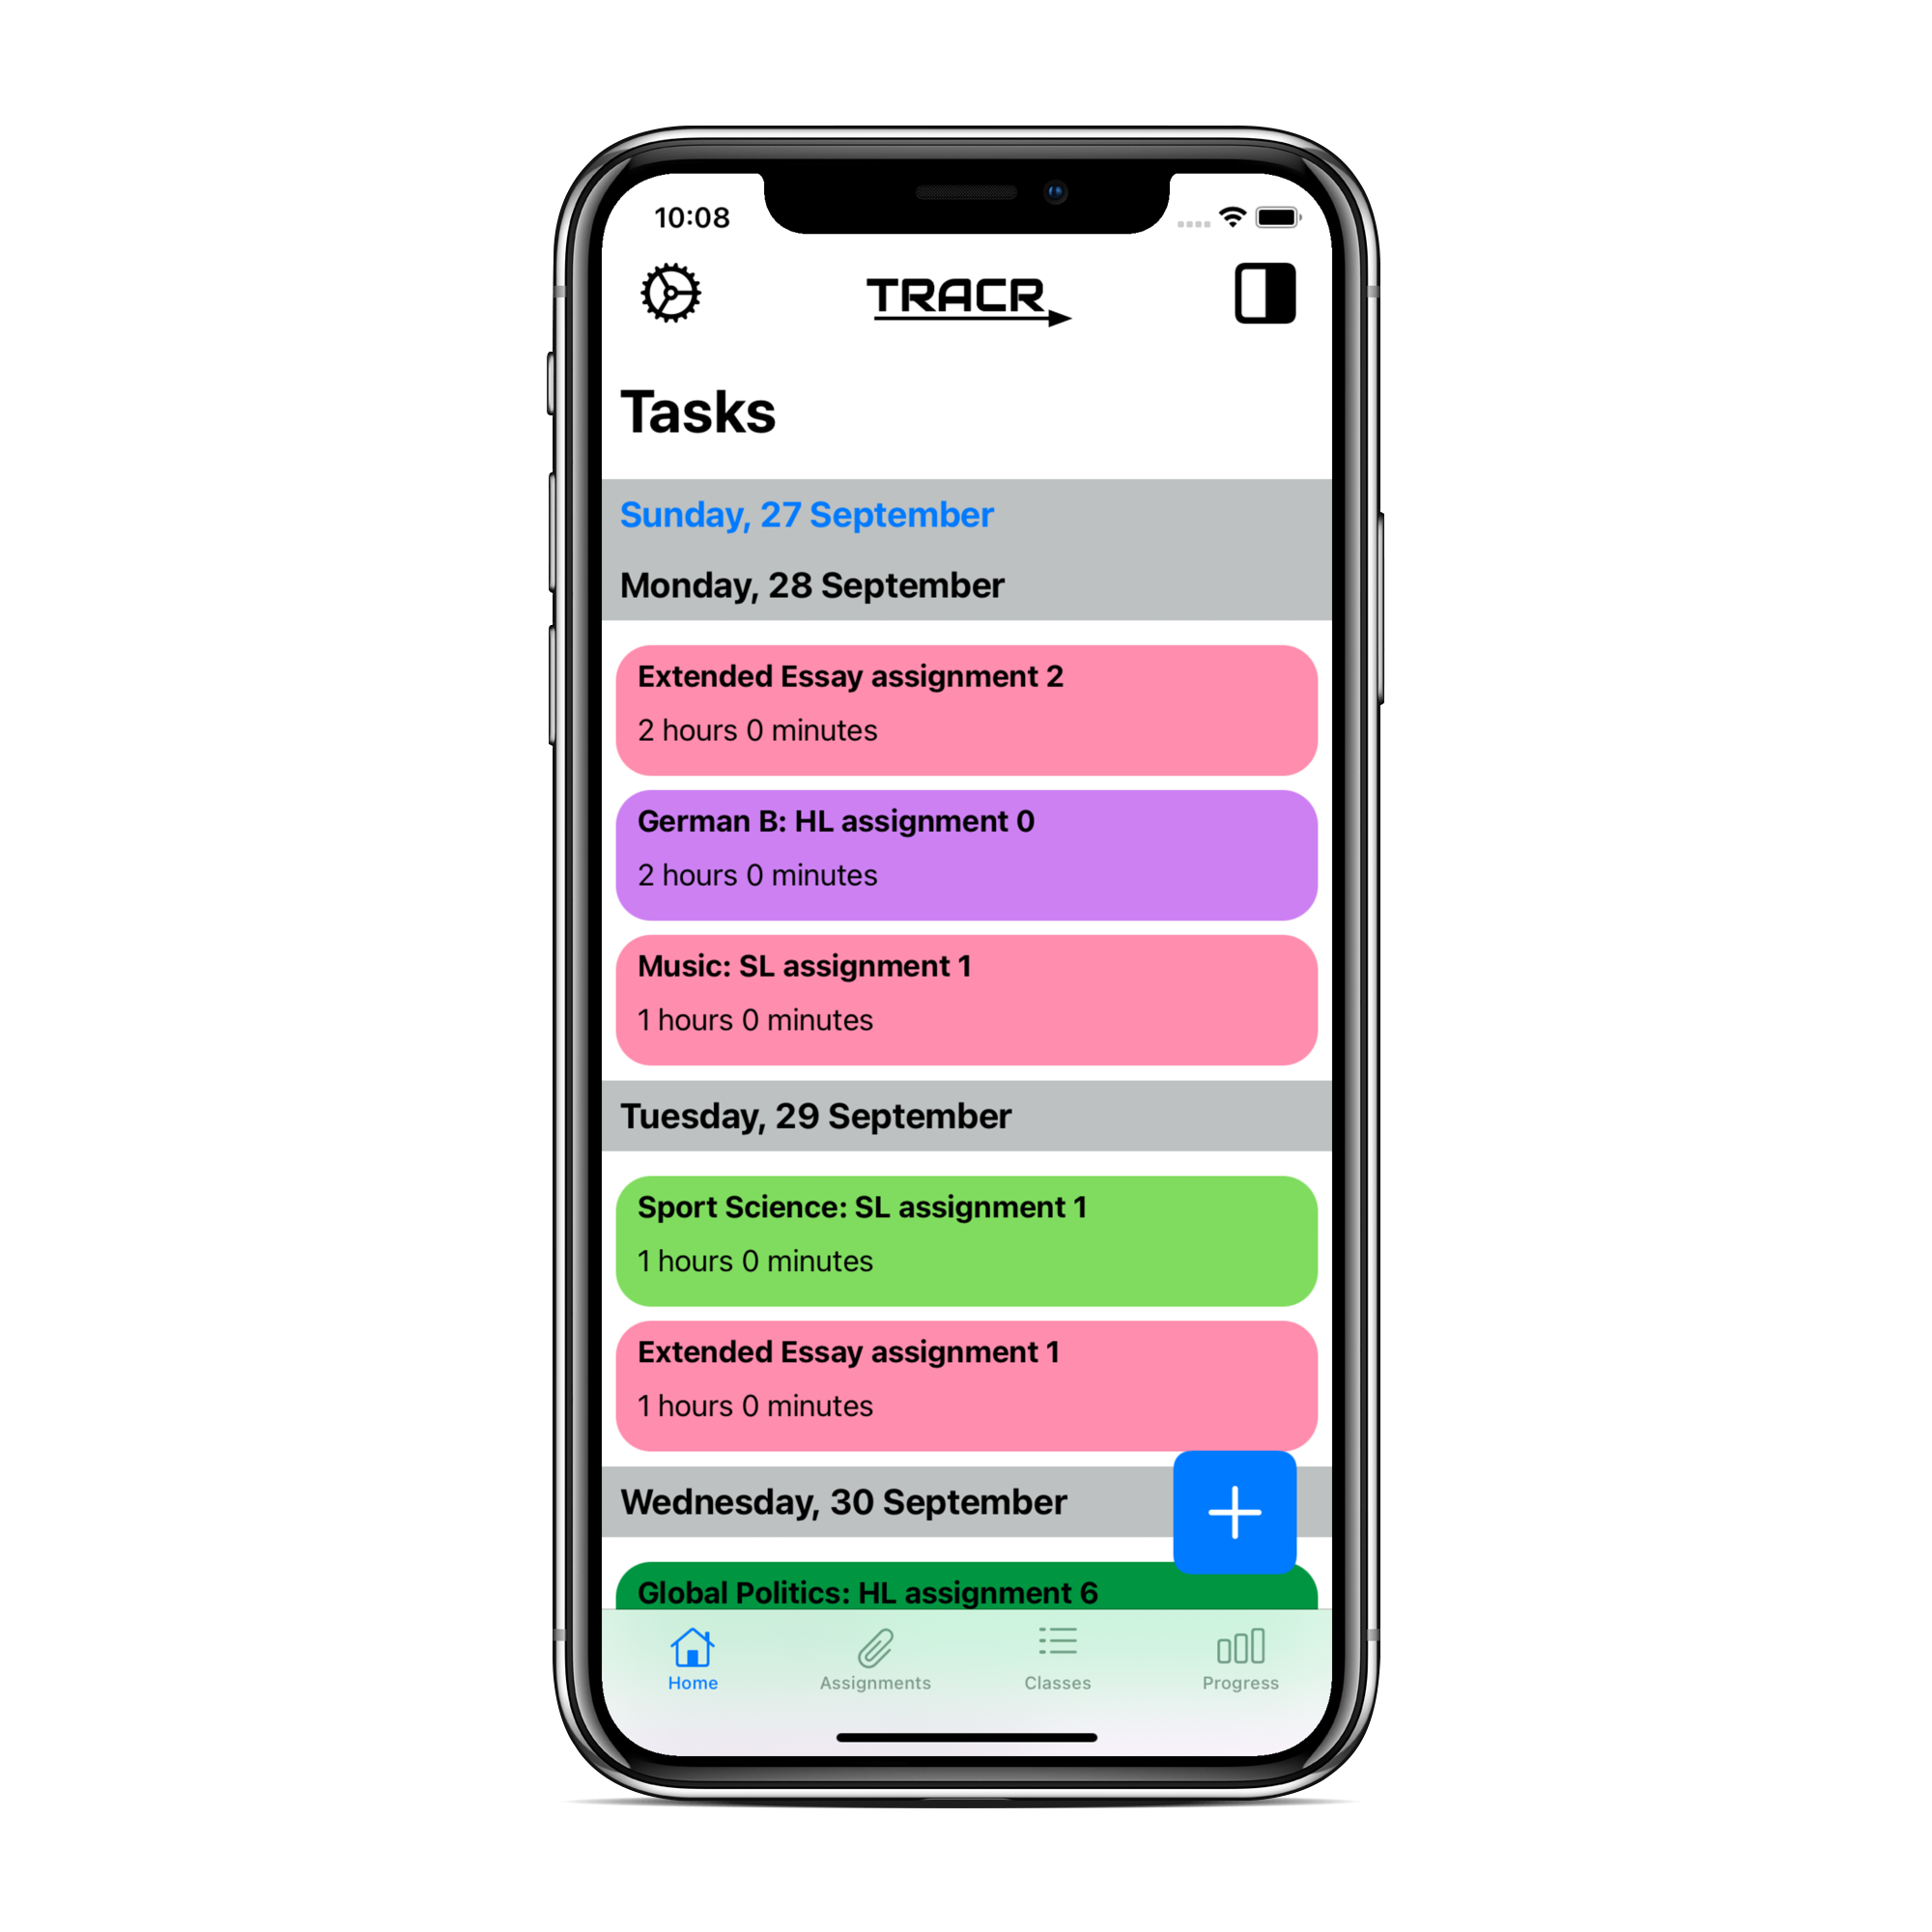 10:08
TRACR
Tasks
Sunday, 27 September
Monday, 28 September
Extended Essay assignment 2
2 hours 0 minutes
German B: HL assignment 0
2 hours 0 minutes
Music: SL assignment 1
1 hours 0 minutes
Tuesday, 29 September
Sport Science: SL assignment 1
1 hours 0 minutes
Extended Essay assignment 1
1 hours 0 minutes
Wednesday, 30 September
Global Politics: HL assignment 6
Home Assignments Classes Progress